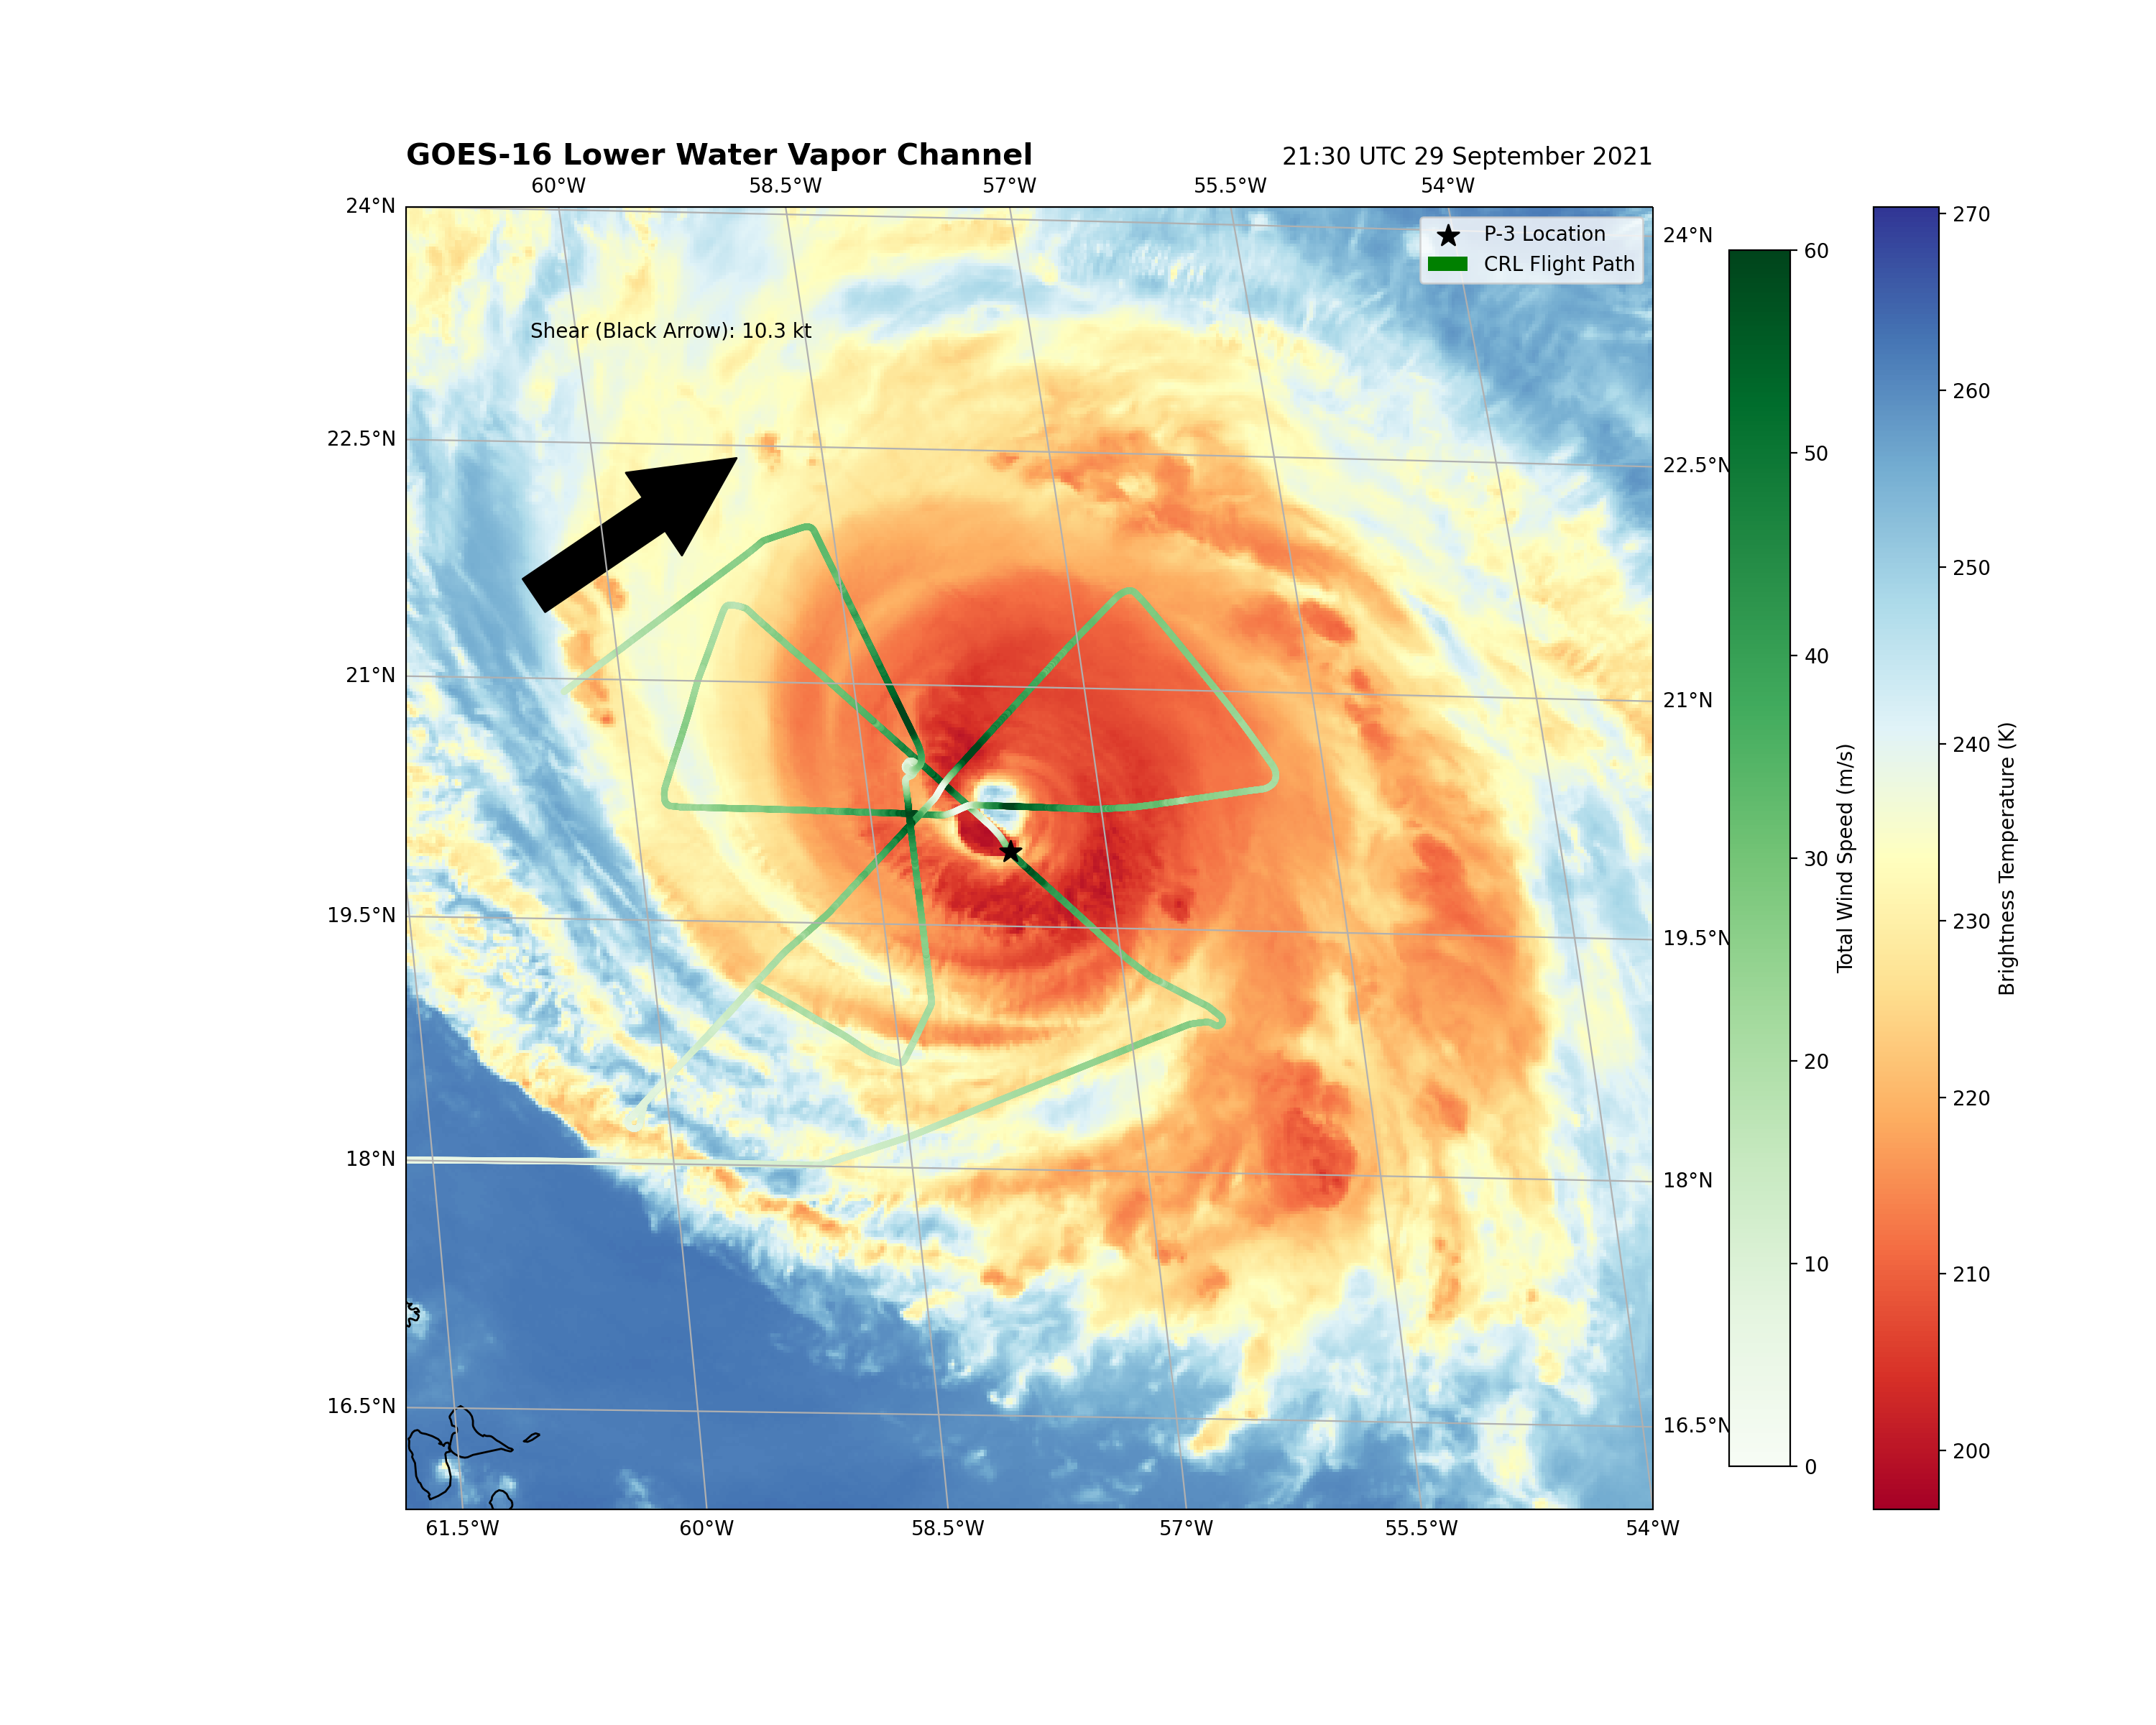 GOES-16 Lower Water Vapor Channel
21:30 UTC 29 September 2021
60°W 58.5°W 57°W 55.5°W 54°W
24°N
22.5°N
21°N
19.5°N
18°N
16.5°N
Shear (Black Arrow): 10.3 kt
P-3 Location
CRL Flight Path
24°N
22.5°N
21°N
19.5°N
18°N
16.5°N
61.5°W 60°W 58.5°W 57°W 55.5°W 54°W
60
50
40
30
20
10
0
Total Wind Speed (m/s)
270
260
250
240
230
220
210
200
Brightness Temperature (K)